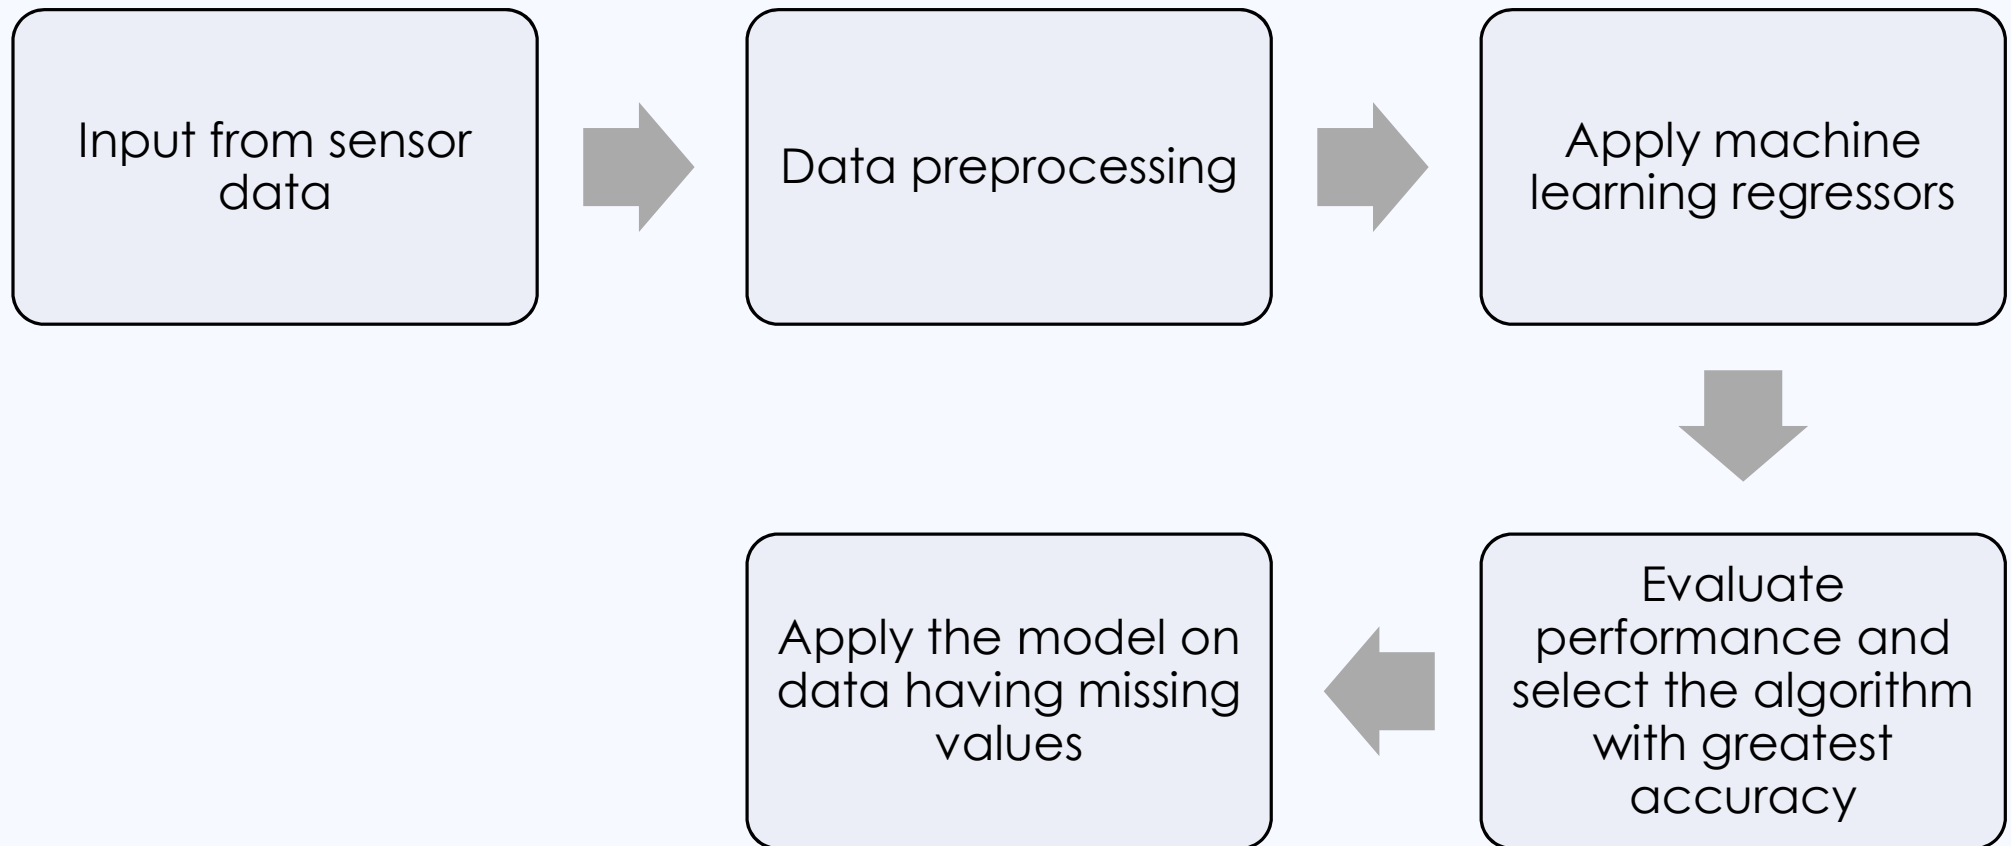 Input from sensor
data
Data preprocessing
Apply machine
learning regressors
Evaluate
performance and
select the algorithm
with greatest
accuracy
Apply the model on
data having missing
values